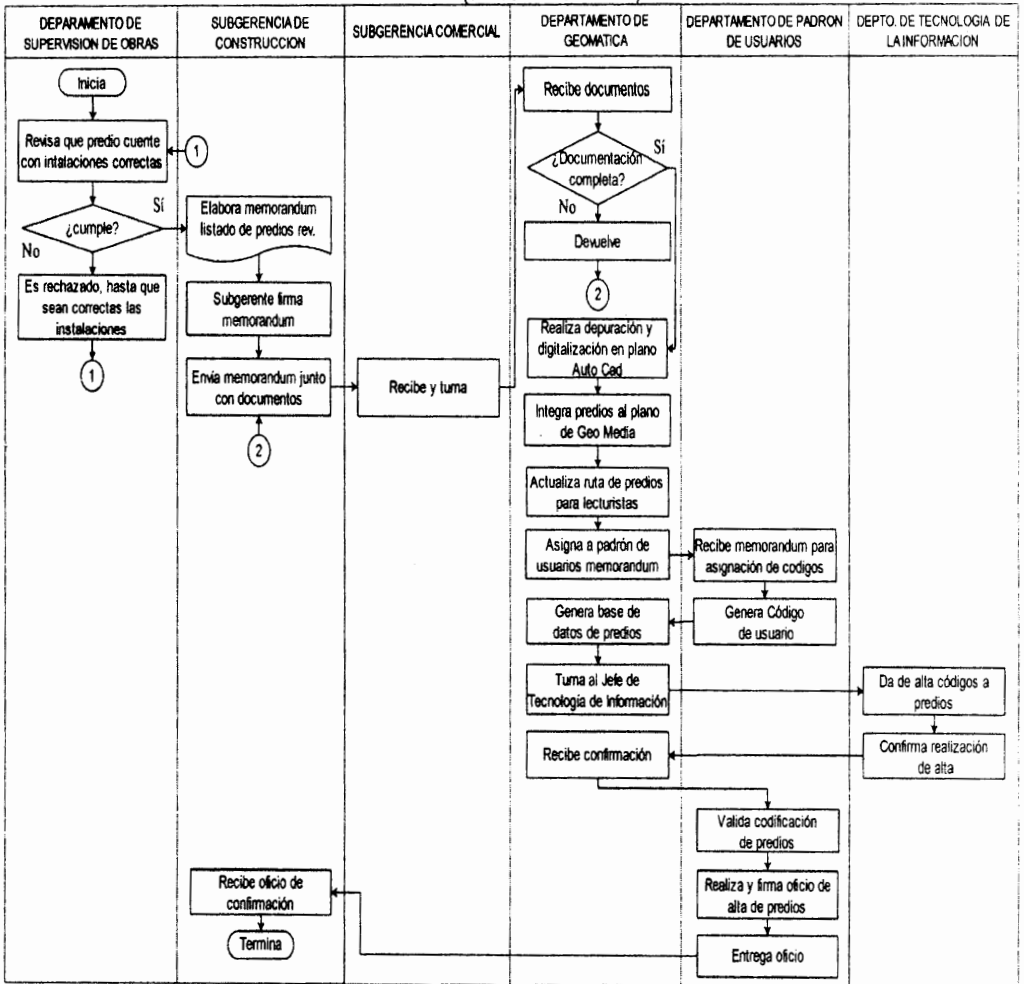 DEPARAMENTO DE
SUPERVISION DE OBRAS
SUBGERENCIA DE
CONSTRUCCION
SUBGERENCIA COMERCIAL
DEPARTAMENTO DE
GEOMATICA
DEPARTAMENTO DE PADRON
DE USUARIOS
DEPTO. DE TECNOLOGIA DE
LA INFORMACION
Inicia
Revisa que predio cuente
con intalaciones correctas
1
¿cumple?
Sí
No
Es rechazado, hasta que
sean correctas las
instalaciones
1
Elabora memorandum
listado de predios rev.
Subgerente firma
memorandum
Envia memorandum junto
con documentos
2
Recibe y turna
Recibe documentos
¿Documentación
completa?
Sí
No
Devuelve
2
Realiza depuración y
digitalización en plano
Auto Cad
Integra predios al plano
de Geo Media
Actualiza ruta de predios
para lecturistas
Asigna a padrón de
usuarios memorandum
Recibe memorandum para
asignación de codigos
Genera Código
de usuario
Genera base de
datos de predios
Turna al Jefe de
Tecnología de Información
Da de alta códigos a
predios
Confirma realización
de alta
Recibe confirmación
Valida codificación
de predios
Realiza y firma oficio de
alta de predios
Entrega oficio
Recibe oficio de
confirmación
Termina